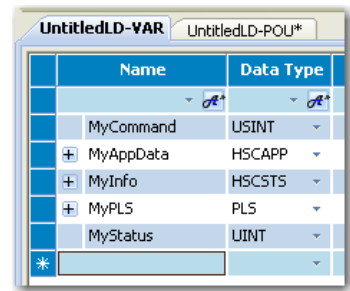 UntitledLD-VAR UntitledLD-POU*
Name Data Type
MyCommand USINT
MyAppData HSCAPP
MyInfo HSCSTS
MyPLS PLS
MyStatus UINT